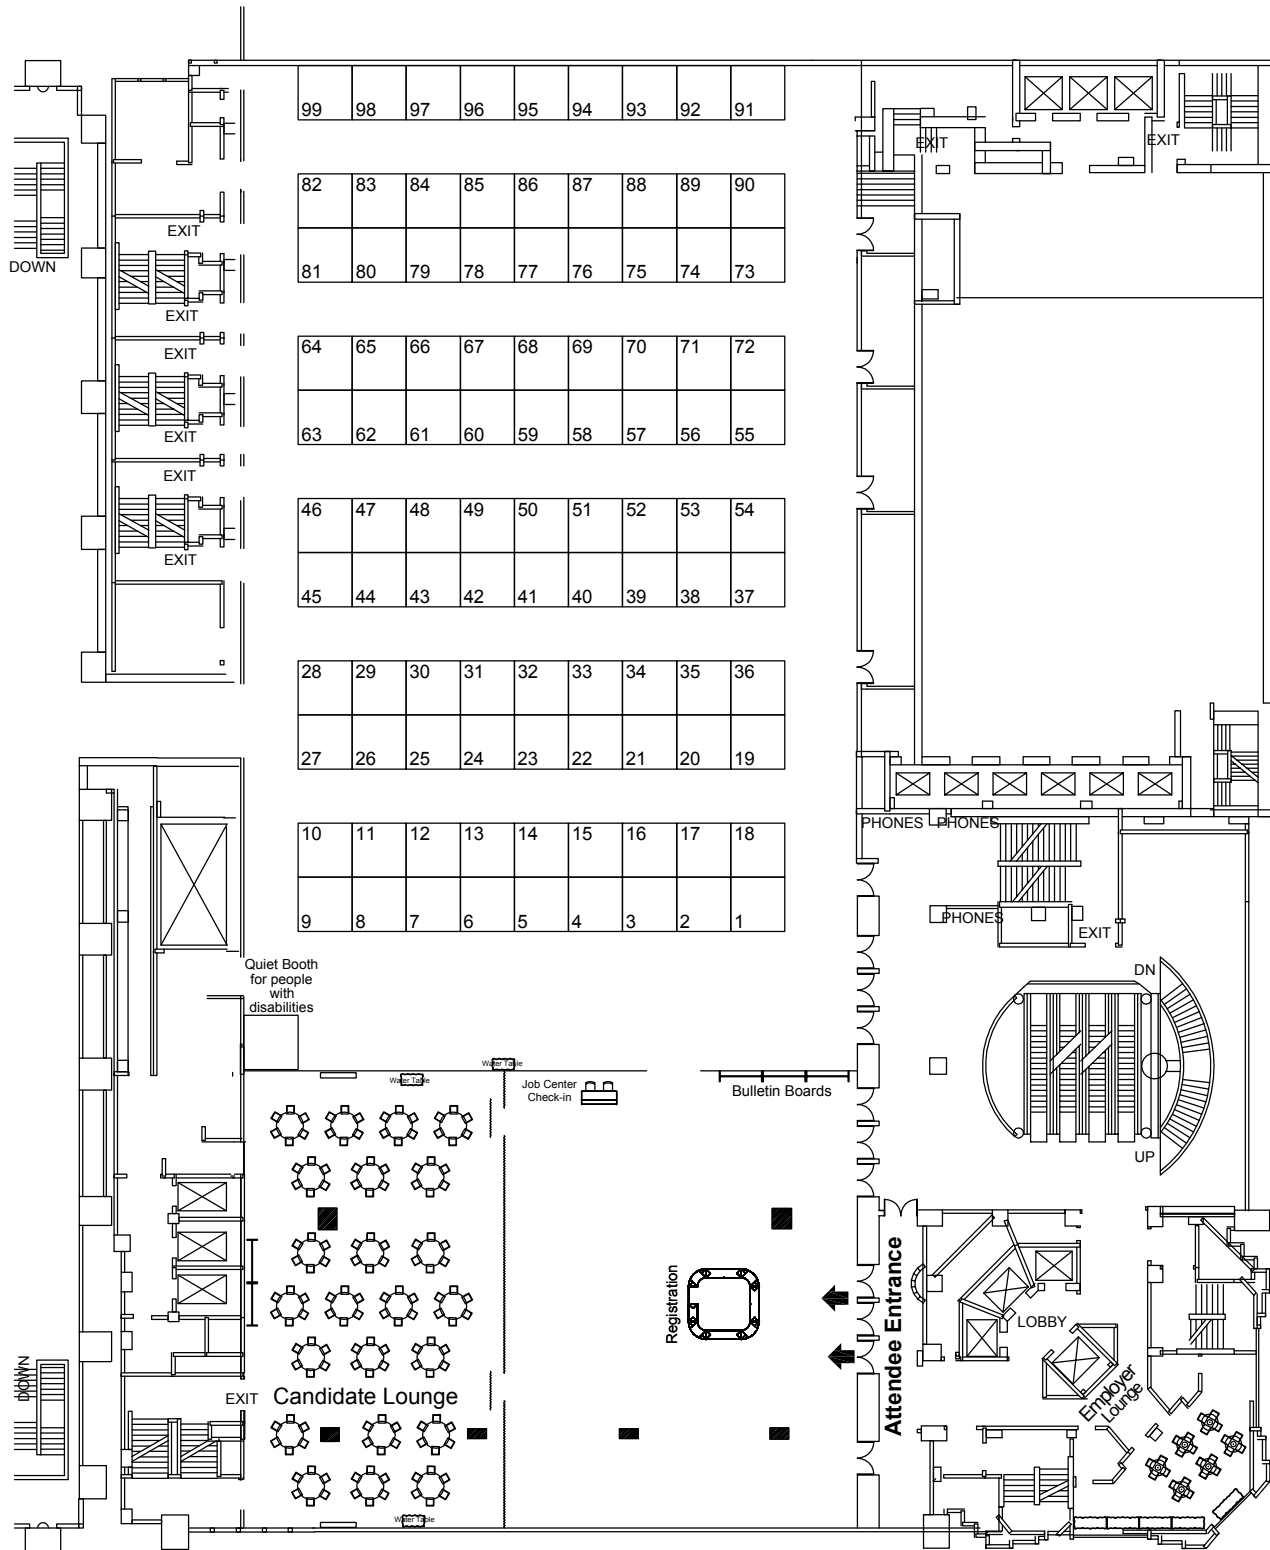 99 98 97 96 95 94 93 92 91
EXIT EXIT
82 83 84 85 86 87 88 89 90
EXIT
DOWN
81 80 79 78 77 76 75 74 73
EXIT
64 65 66 67 68 69 70 71 72
EXIT
63 62 61 60 59 58 57 56 55
EXIT
EXIT
46 47 48 49 50 51 52 53 54
EXIT
45 44 43 42 41 40 39 38 37
28 29 30 31 32 33 34 35 36
27 26 25 24 23 22 21 20 19
PHONES PHONES
10 11 12 13 14 15 16 17 18
9 8 7 6 5 4 3 2 1
PHONES
EXIT
Quiet Booth
for people
with
disabilities
DN
Water Table
Water Table
Job Center
Check-in
Bulletin Boards
UP
Registration
Attendee Entrance
LOBBY
DOWN
EXIT
Candidate Lounge
Employer
Lounge
Water Table